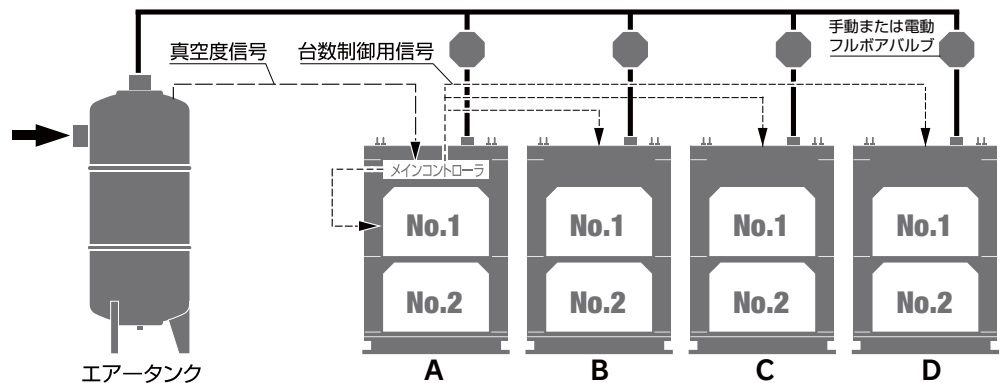 手動または電動
フルボアバルブ
真空度信号
台数制御用信号
メインコントローラ
No.1
No.1
No.1
No.1
No.2
No.2
No.2
No.2
エアータンク
A
B
C
D